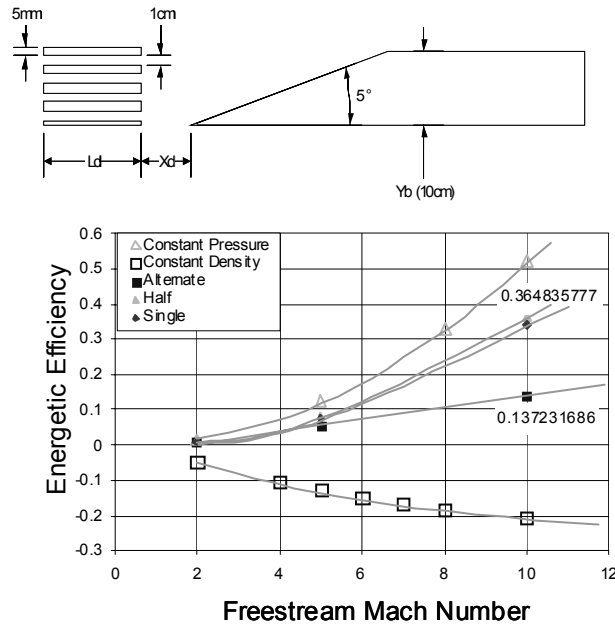 5mm
1cm
5°
Ld
Xd
Yb (10cm)
0.6
0.5
0.4
0.3
0.2
0.1
0
-0.1
-0.2
-0.3
Energetic Efficiency
Constant Pressure
Constant Density
Alternate
Half
Single
0.364835777
0.137231686
0
2
4
6
8
10
12
Freestream Mach Number